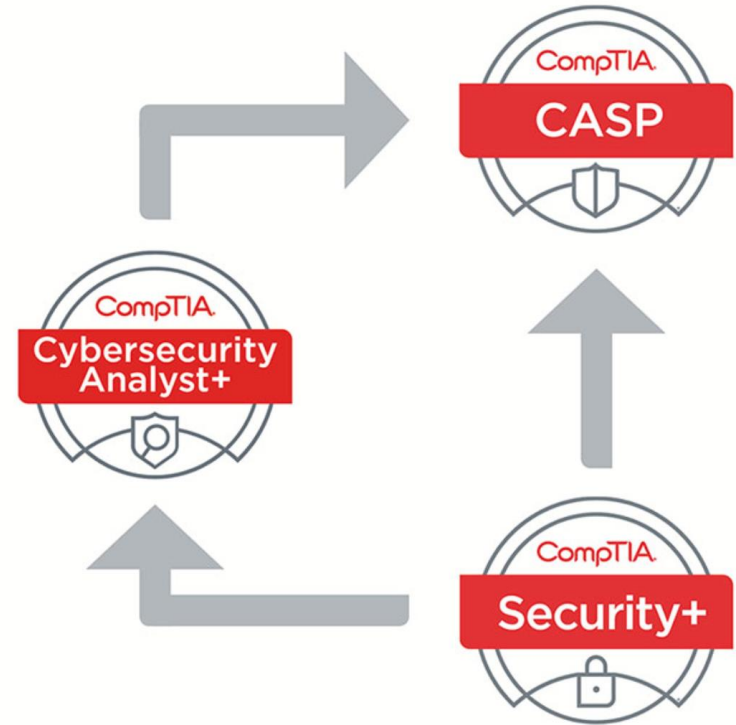 CompTIA.
CASP
CompTIA.
Cybersecurity
Analyst+
CompTIA.
Security+